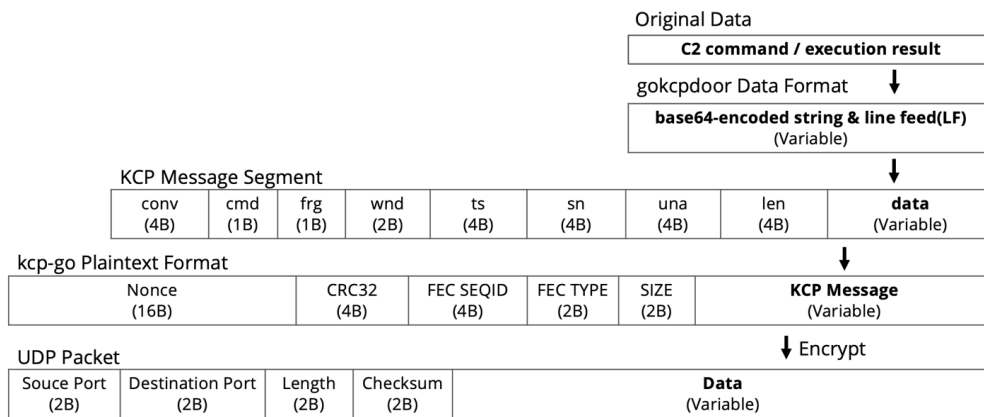 Original Data
C2 command / execution result
gokcpdoor Data Format
base64-encoded string & line feed(LF)
(Variable)
KCP Message Segment
conv cmd frg wnd ts sn una len data
(4B) (1B) (1B) (2B) (4B) (4B) (4B) (4B) (Variable)
kcp-go Plaintext Format
Nonce CRC32 FEC SEQID FEC TYPE SIZE KCP Message
(16B) (4B) (4B) (2B) (2B) (Variable)
Encrypt
UDP Packet
Souce Port Destination Port Length Checksum Data
(2B) (2B) (2B) (2B) (Variable)